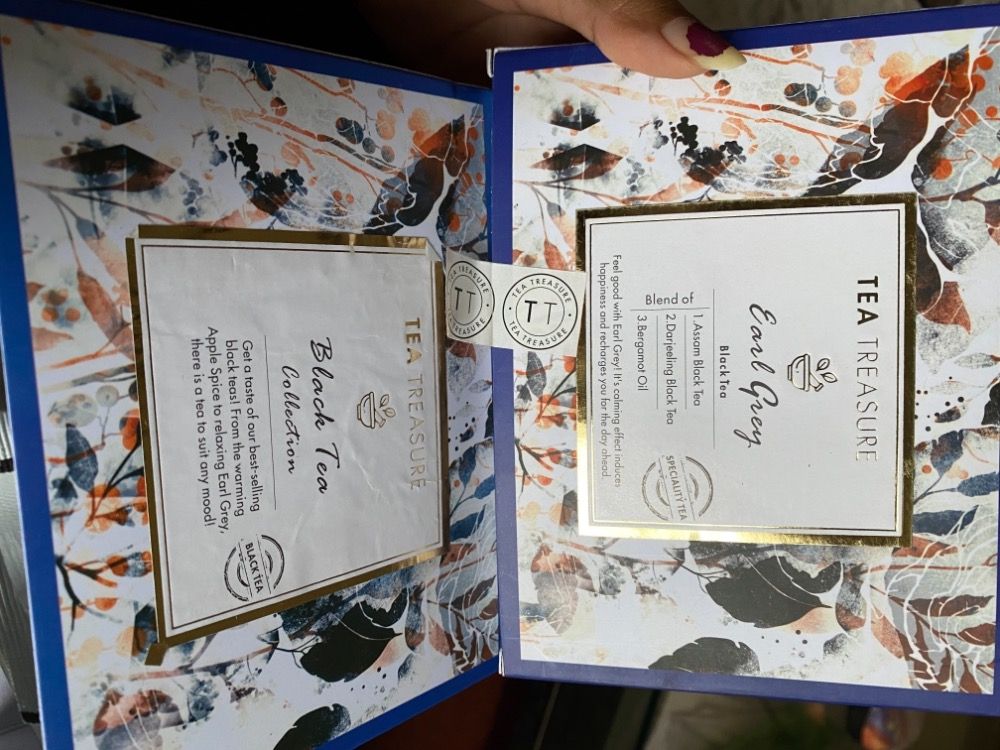 TEA TREASURE
Earl Grey
Black Tea
Blend of
1.Assam Black Tea
2.Darjeeling Black Tea
3.Bergamot Oil
Feel good with Earl Grey! It's calming effect induces
happiness and recharges you for the day ahead.
SPECIALITY TEA
TEA TREASURE
TT
TEA TREASURE
TEA TREASURE
TT
TEA TREASURE
TEA TREASURE
Black Tea
Collection
Get a taste of our best-selling
black teas! From the warming
Apple Spice to relaxing Earl Grey,
there is a tea to suit any mood!
BLACK TEA